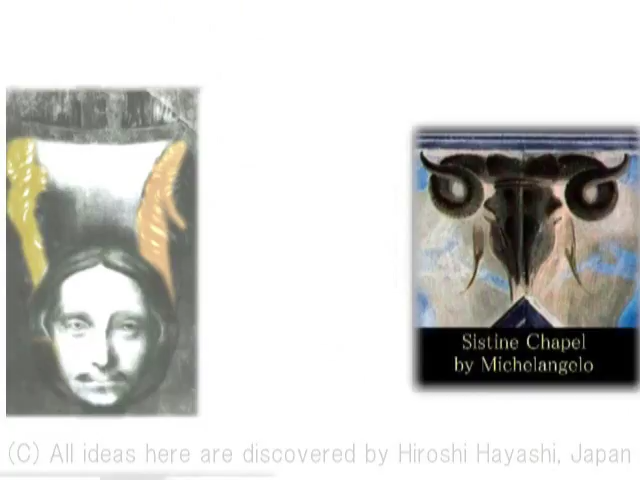 Sistine Chapel
by Michelangelo
(C) All ideas here are discovered by Hiroshi Hayashi, Japan